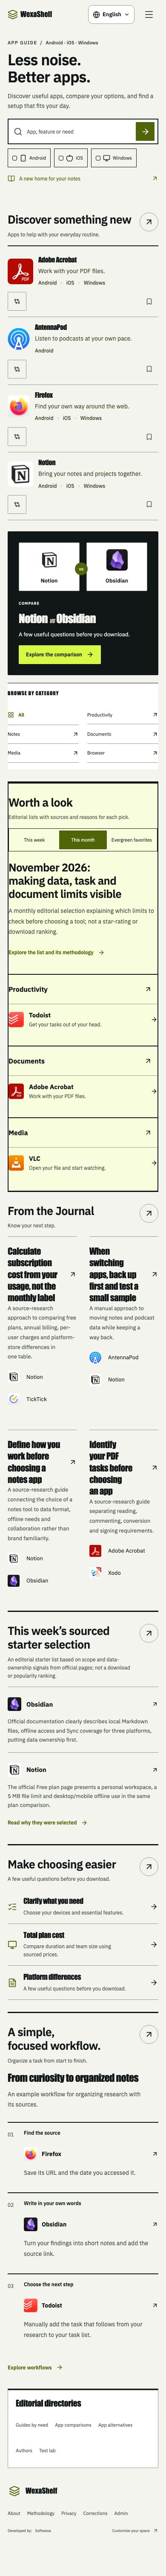 WexaShelf
English
APP GUIDE / Android · iOS · Windows
Less noise.
Better apps.
Discover useful apps, compare options, and find a
setup that fits your day.
App, feature or need
Android
iOS
Windows
A new home for your notes
Discover something new
Apps to help with your everyday routine.
Adobe Acrobat
Work with your PDF files.
Android · iOS · Windows
AntennaPod
Listen to podcasts at your own pace.
Android
Firefox
Find your own way around the web.
Android · iOS · Windows
Notion
Bring your notes and projects together.
Android · iOS · Windows
Notion
VS
Obsidian
COMPARE
Notion or Obsidian
A few useful questions before you download.
Explore the comparison
BROWSE BY CATEGORY
All
Productivity
Notes
Documents
Media
Browser
Worth a look
Editorial lists with sources and reasons for each pick.
This week
This month
Evergreen favorites
November 2026:
making data, task and
document limits visible
A monthly editorial selection explaining which limits to
check before choosing a tool, not a star rating or
download ranking.
Explore the list and its methodology
Productivity
Todoist
Get your tasks out of your head.
Documents
Adobe Acrobat
Work with your PDF files.
Media
VLC
Open your file and start watching.
From the Journal
Know your next step.
Calculate
subscription
cost from your
usage, not the
monthly label
A source-research
approach to comparing free
plans, annual billing, per-
user charges and platform-
store differences in
one table.
Notion
TickTick
When
switching
apps, back up
first and test a
small sample
A manual approach to
moving notes and podcast
data while keeping a
way back.
AntennaPod
Notion
Define how you
work before
choosing a
notes app
A source-research guide
connecting the choice of a
notes tool to data format,
offline needs and
collaboration rather than
brand familiarity.
Notion
Obsidian
Identify
your PDF
tasks before
choosing
an app
A source-research guide
separating reading,
commenting, conversion
and signing requirements.
Adobe Acrobat
Xodo
This week's sourced
starter selection
An editorial starter list based on scope and data-
ownership signals from official pages; not a download
or popularity ranking.
Obsidian
Official documentation clearly describes local Markdown
files, offline access and Sync coverage for three platforms,
putting data ownership first.
Notion
The official Free plan page presents a personal workspace, a
5 MB file limit and desktop/mobile offline use in the same
plan comparison.
Read why they were selected
Make choosing easier
A few useful questions before you download.
Clarify what you need
Choose your devices and essential features.
Total plan cost
Compare duration and team size using
sourced prices.
Platform differences
A few useful questions before you download.
A simple,
focused workflow.
Organize a task from start to finish.
From curiosity to organized notes
An example workflow for organizing research with
its sources.
01
Find the source
Firefox
Save its URL and the date you accessed it.
02
Write in your own words
Obsidian
Turn your findings into short notes and add the
source link.
03
Choose the next step
Todoist
Manually add the task that follows from your
research to your task list.
Explore workflows
Editorial directories
Guides by need
App comparisons
App alternatives
Authors
Test lab
WexaShelf
About
Methodology
Privacy
Corrections
Admin
Developed by: Softwexa
Customize your space